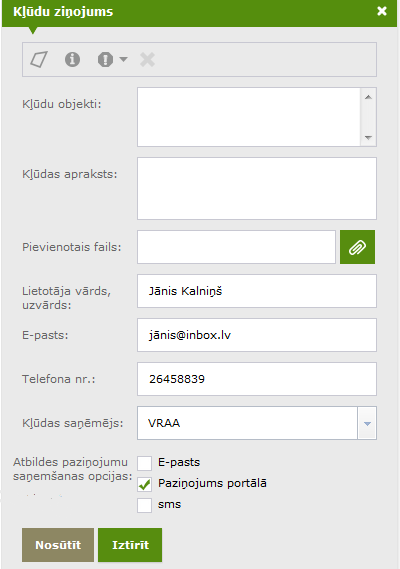 Kļūdu ziņojums
Kļūdu objekti:
Kļūdas apraksts:
Pievienotais fails:
Lietotāja vārds,
uzvārds:
Jānis Kalniņš
E-pasts:
jānis@inbox.lv
Telefona nr.:
26458839
Kļūdas saņēmējs:
VRAA
Atbildes paziņojumu
saņemšanas opcijas:
E-pasts
Paziņojums portālā
sms
Nosūtīt
Iztīrīt